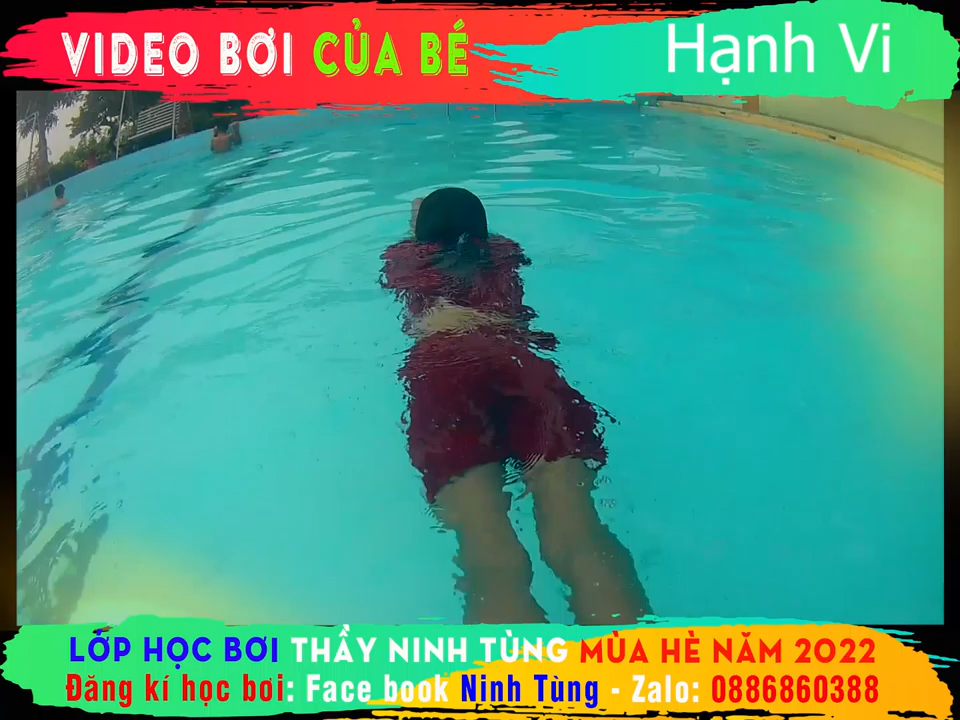 VIDEO BƠI CỦA BÉ
Hạnh Vi
LỚP HỌC BƠI THẦY NINH TÙNG MÙA HÈ NĂM 2022
Đăng kí học bơi: Face book Ninh Tùng - Zalo: 0886860388